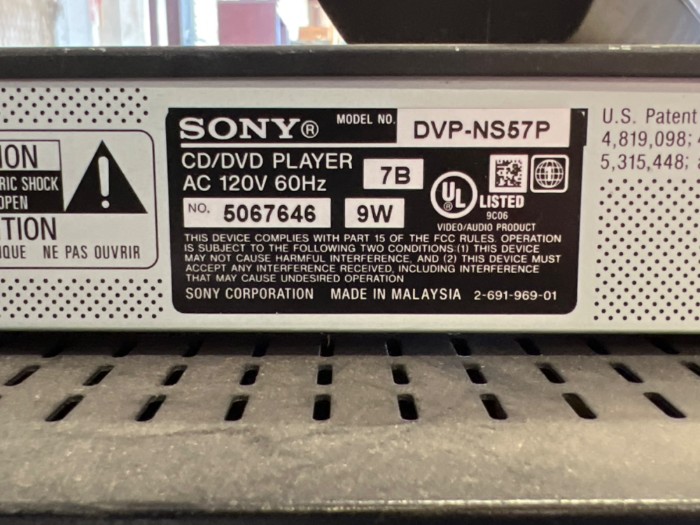 SONY® MODEL NO. DVP-NS57P
CD/DVD PLAYER 7B
AC 120V 60Hz
NO. 5067646 9W
UL LISTED
9C06
VIDEO/AUDIO PRODUCT
THIS DEVICE COMPLIES WITH PART 15 OF THE FCC RULES. OPERATION
IS SUBJECT TO THE FOLLOWING TWO CONDITIONS:(1) THIS DEVICE
MAY NOT CAUSE HARMFUL INTERFERENCE, AND (2) THIS DEVICE MUST
ACCEPT ANY INTERFERENCE RECEIVED, INCLUDING INTERFERENCE
THAT MAY CAUSE UNDESIRED OPERATION
SONY CORPORATION MADE IN MALAYSIA 2-691-969-01
ION
RIC SHOCK
OPEN
TION
IQUE NE PAS OUVRIR
U.S. Patent
4,819,098;
5,315,448;